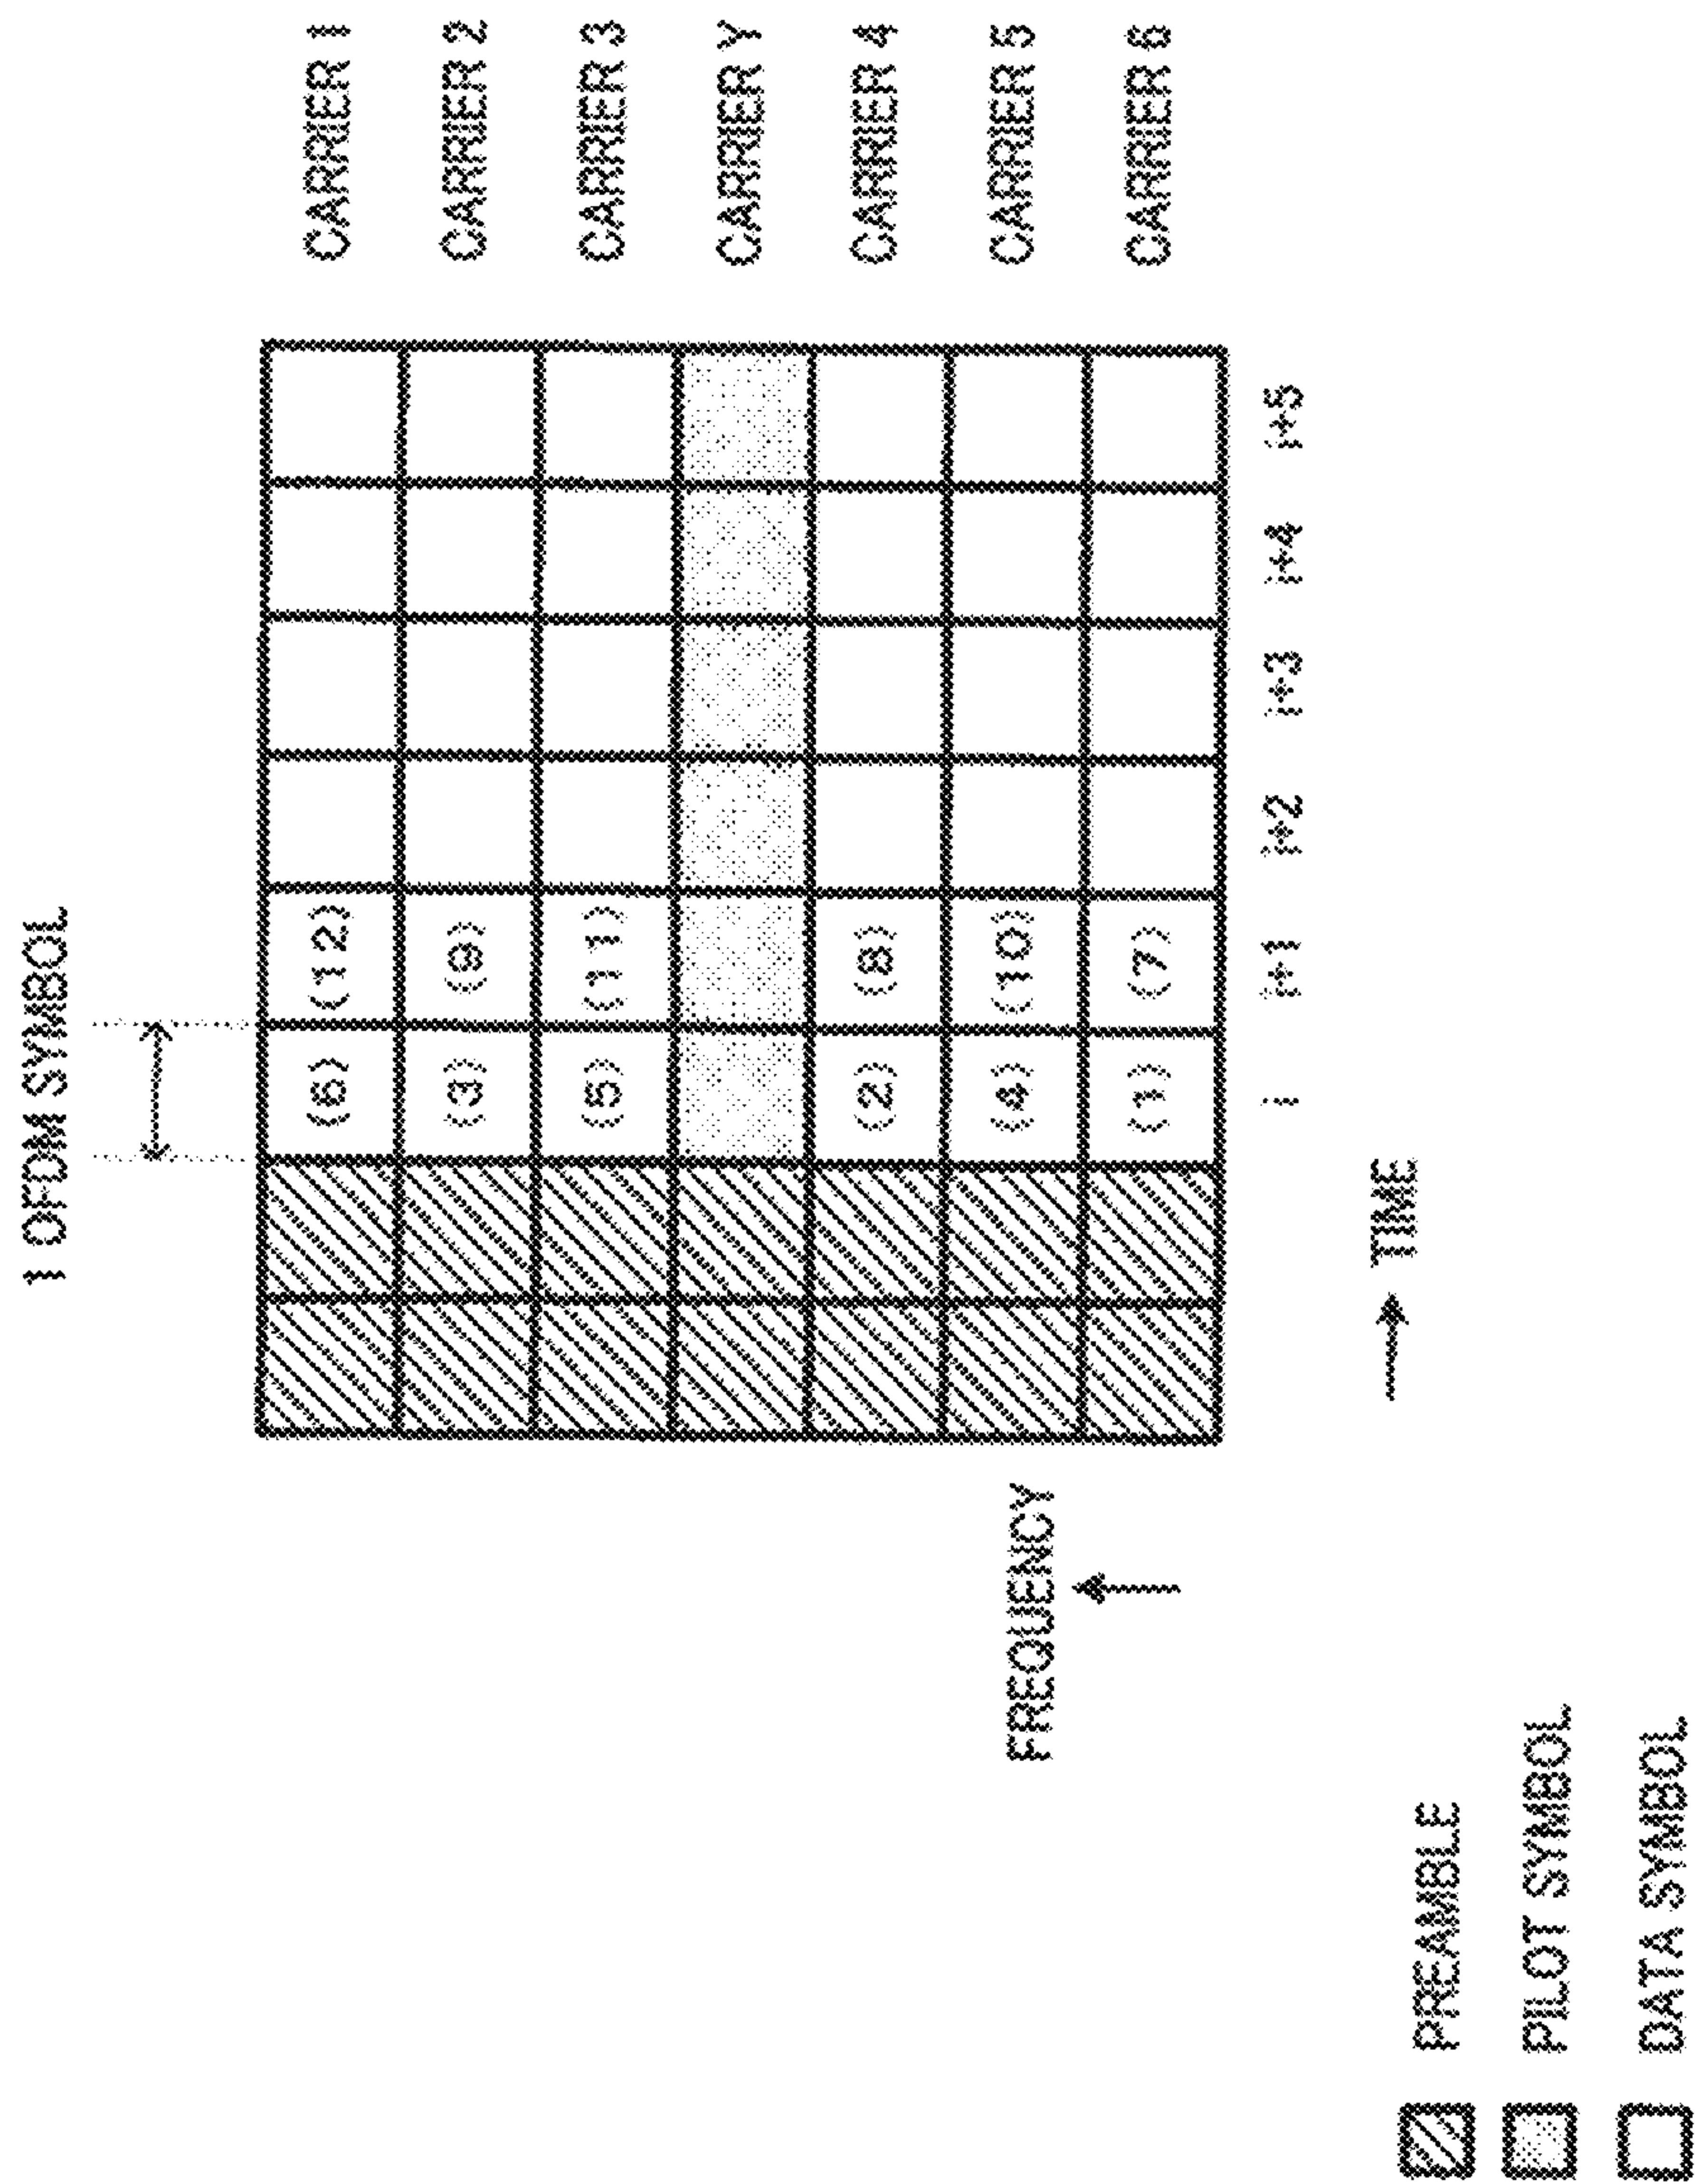 1 OFDM SYMBOL
(6) (12) CARRIER 1
(3) (9) CARRIER 2
(5) (11) CARRIER 3
CARRIER Y
(2) (8) CARRIER 4
FREQUENCY
(4) (10) CARRIER 5
(1) (7) CARRIER 6
i i+1 i+2 i+3 i+4 i+5
TIME
PREAMBLE
PILOT SYMBOL
DATA SYMBOL